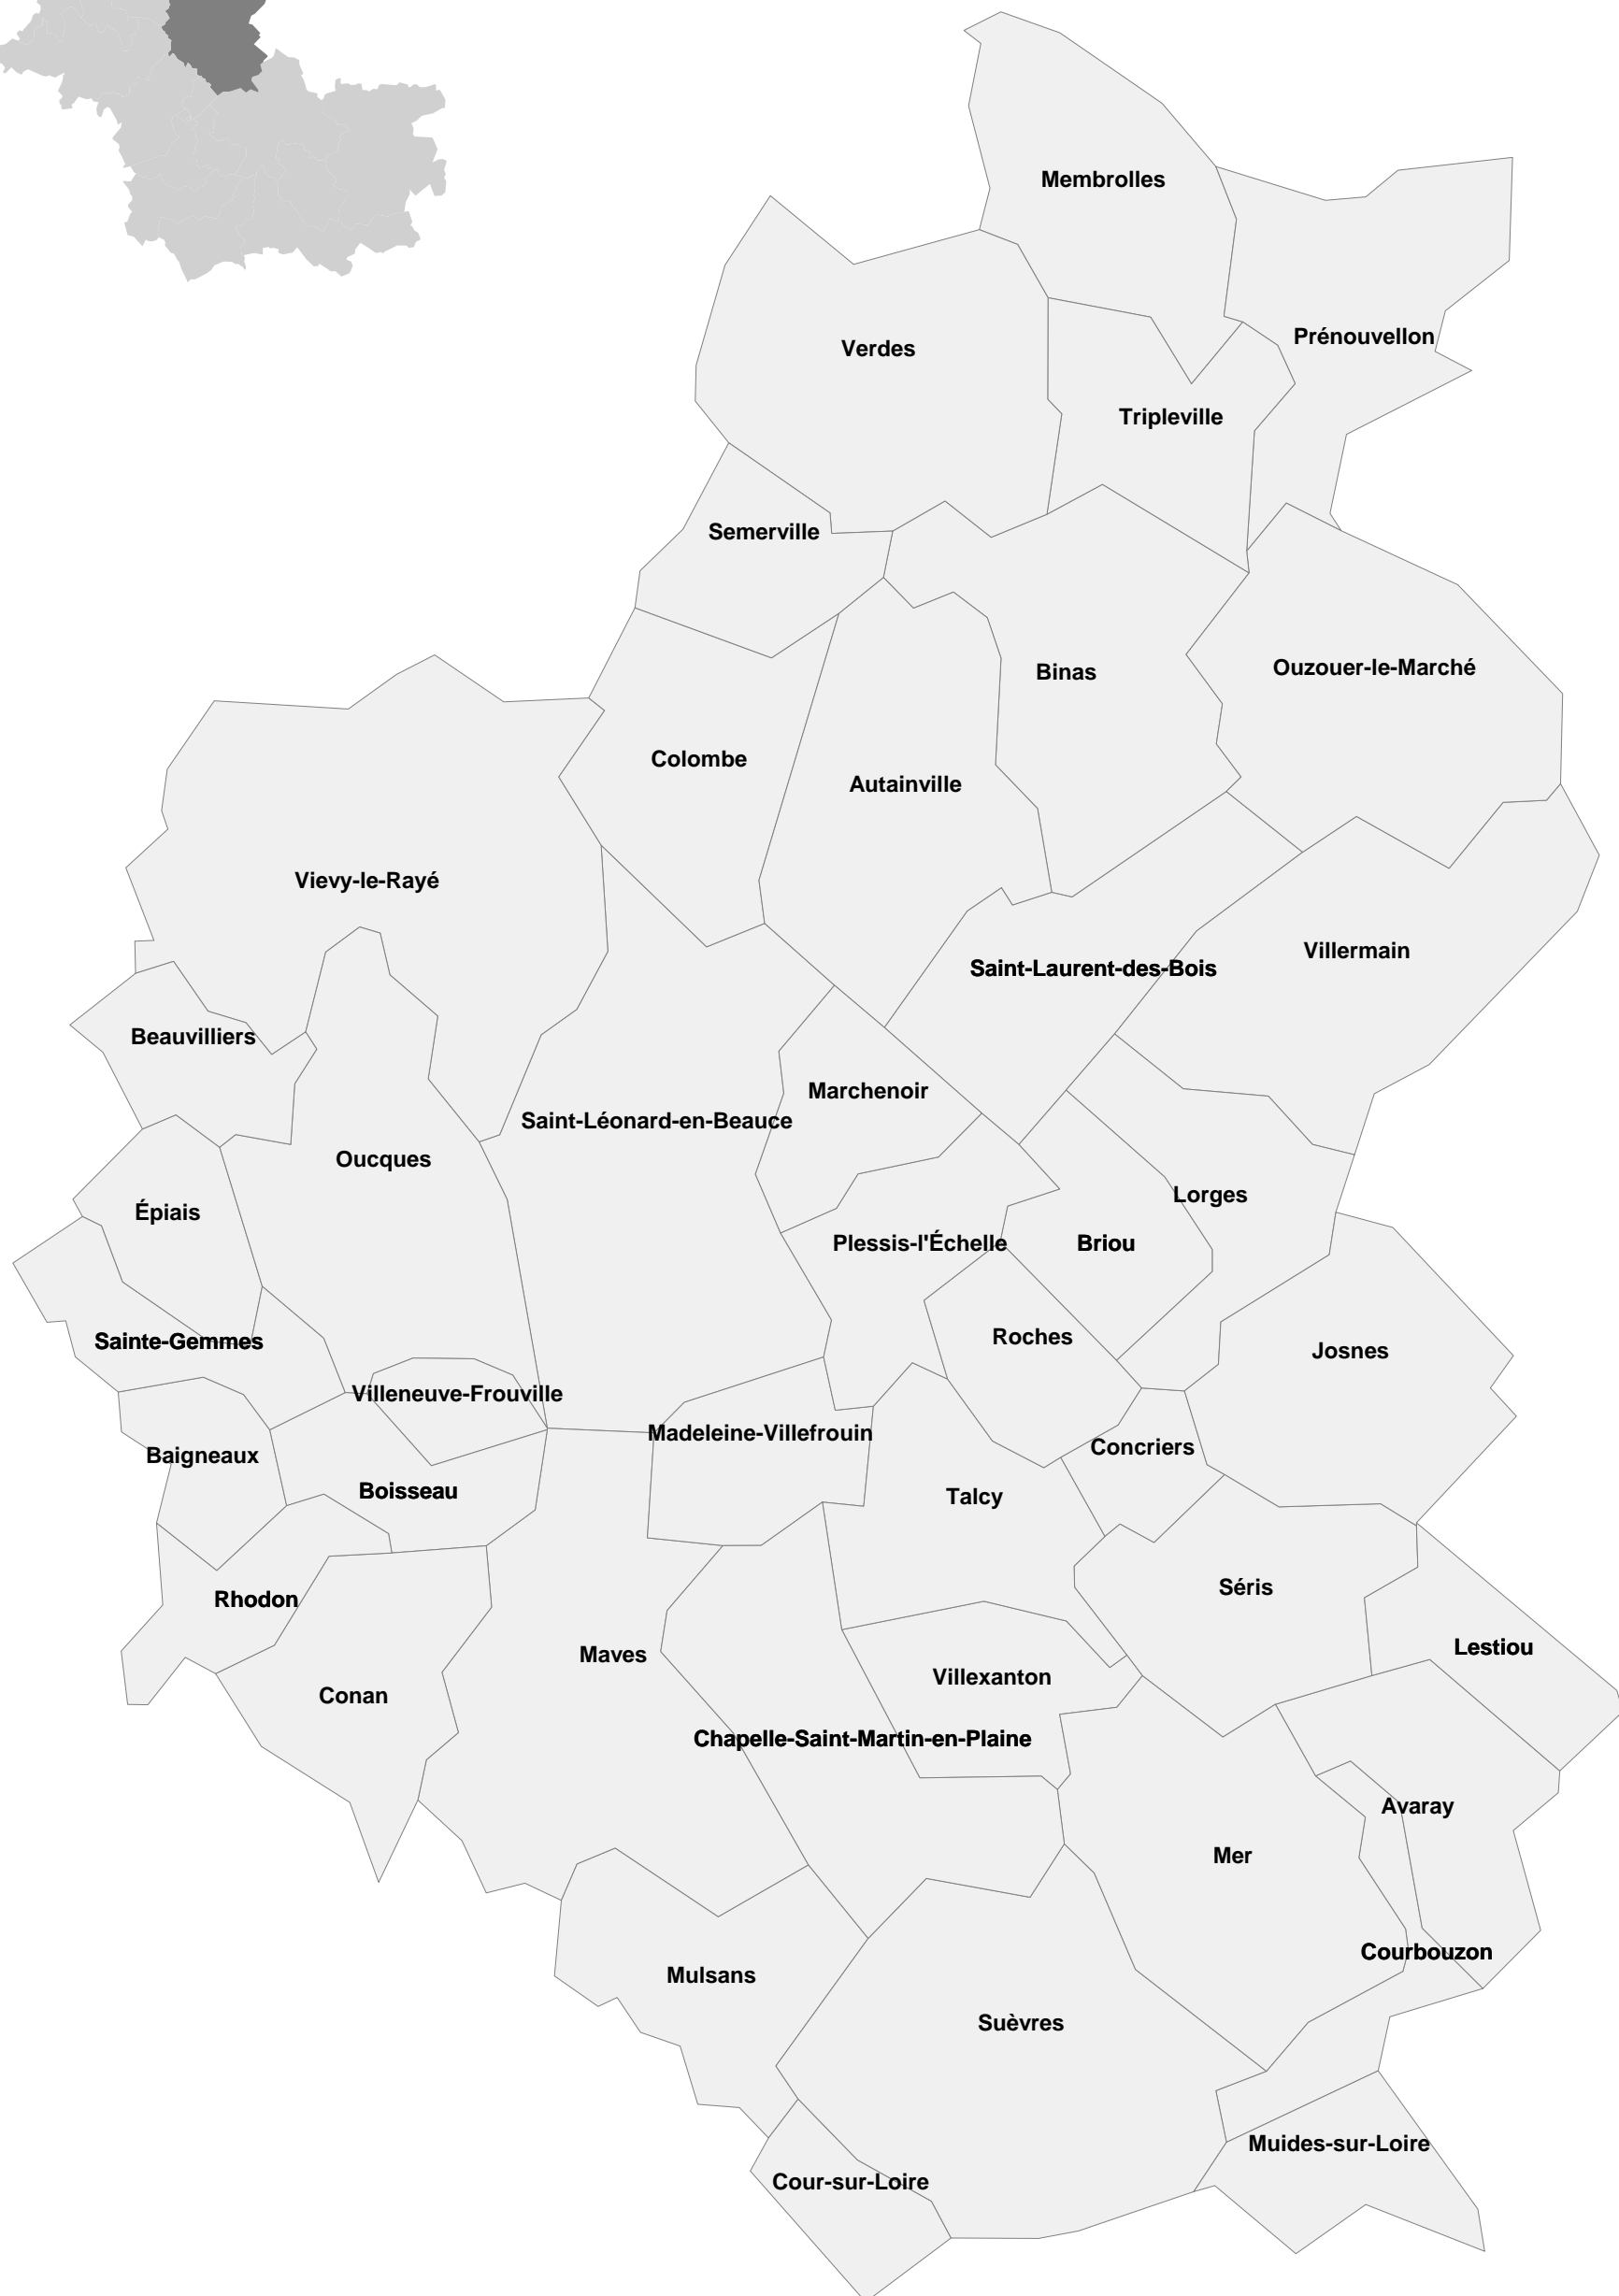 Membrolles
Prénouvellon
Verdes
Tripleville
Semerville
Ouzouer-le-Marché
Binas
Colombe
Autainville
Vievy-le-Rayé
Villermain
Saint-Laurent-des-Bois
Beauvilliers
Marchenoir
Saint-Léonard-en-Beauce
Oucques
Lorges
Épiais
Plessis-l'Échelle
Briou
Roches
Sainte-Gemmes
Josnes
Villeneuve-Frouville
Madeleine-Villefrouin
Concriers
Baigneaux
Boisseau
Talcy
Séris
Rhodon
Lestiou
Maves
Villexanton
Conan
Chapelle-Saint-Martin-en-Plaine
Avaray
Mer
Courbouzon
Mulsans
Suèvres
Muides-sur-Loire
Cour-sur-Loire